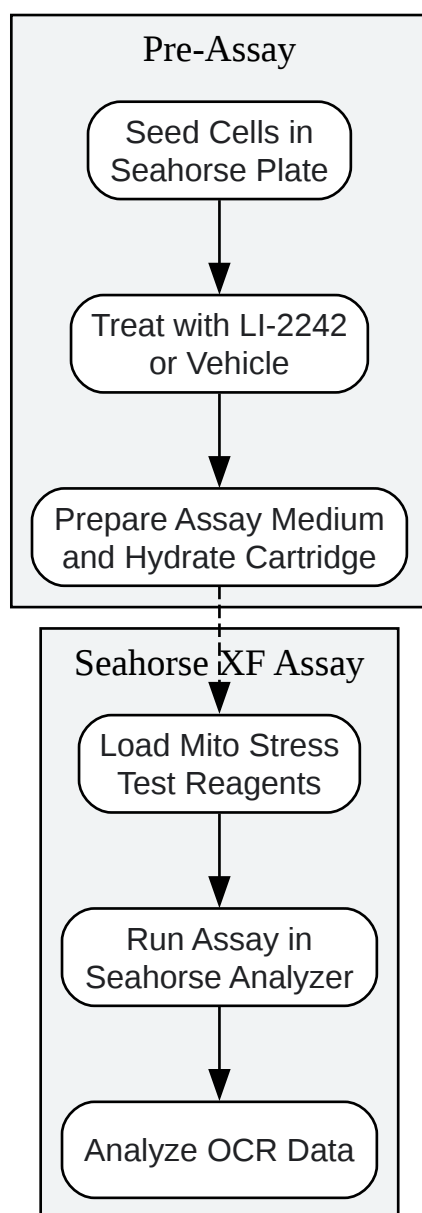 Pre-Assay
Seed Cells in
Seahorse Plate
Treat with LI-2242
or Vehicle
Prepare Assay Medium
and Hydrate Cartridge
Seahorse XF Assay
Load Mito Stress
Test Reagents
Run Assay in
Seahorse Analyzer
Analyze OCR Data